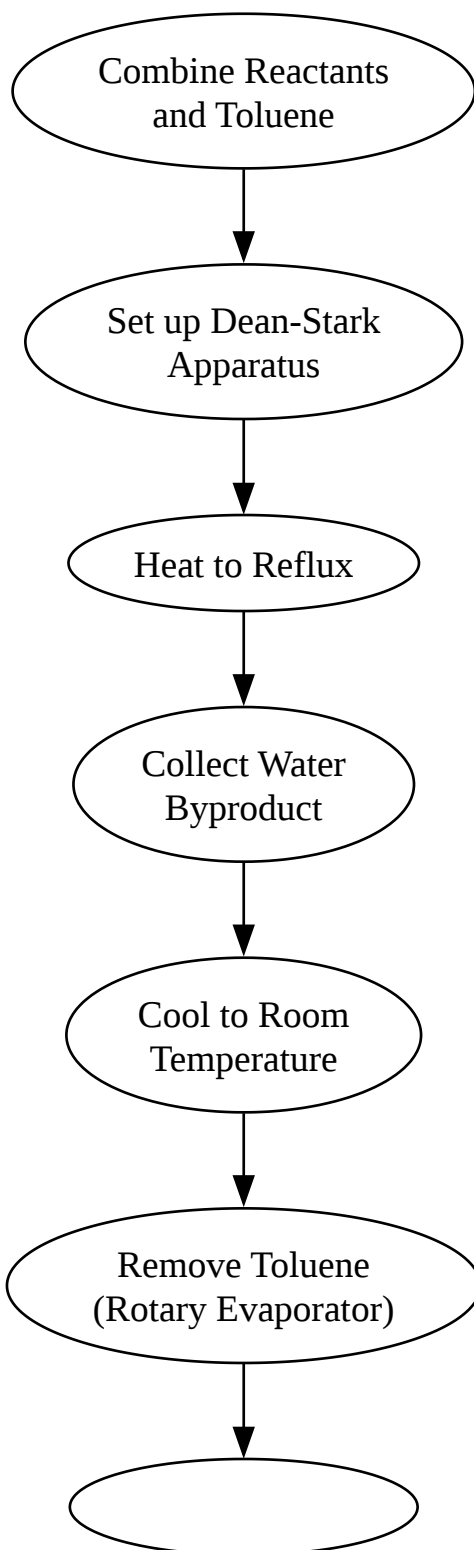 Combine Reactants
and Toluene
Set up Dean-Stark
Apparatus
Heat to Reflux
Collect Water
Byproduct
Cool to Room
Temperature
Remove Toluene
(Rotary Evaporator)